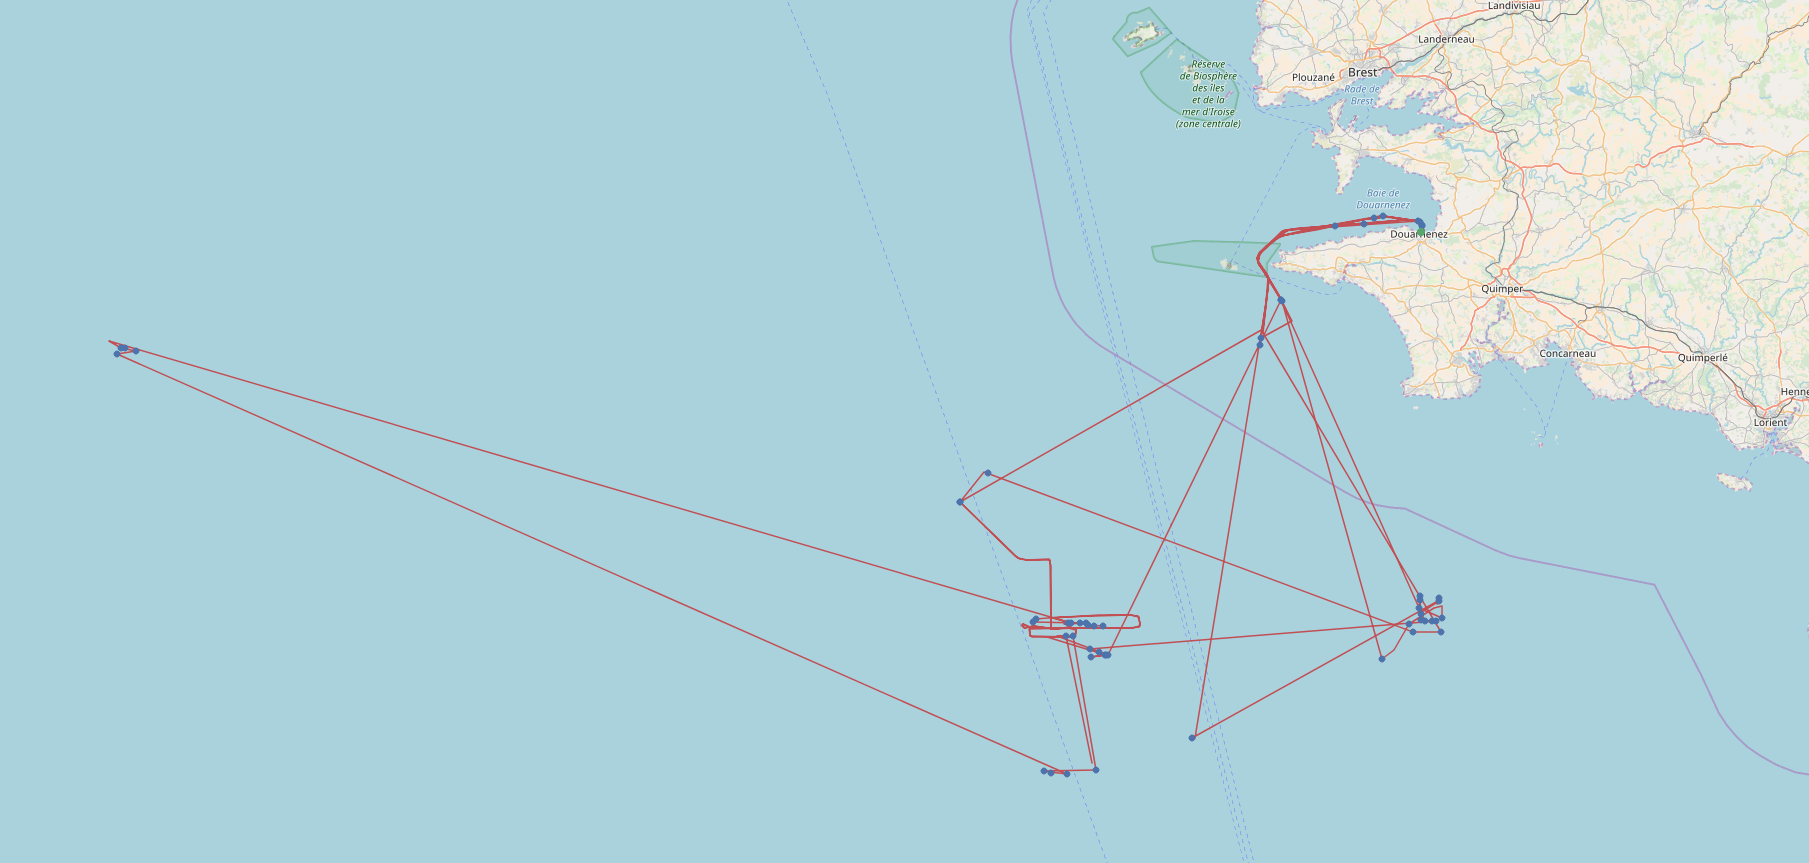 Landivisiau
Landerneau
Plouzané
Brest
Rade de
Brest
Réserve
de Biosphère
des îles
et de la
mer d'Iroise
(zone centrale)
Baie de
Douarnenez
Douarnenez
Quimper
Concarneau
Quimperlé
Henne
Lorient